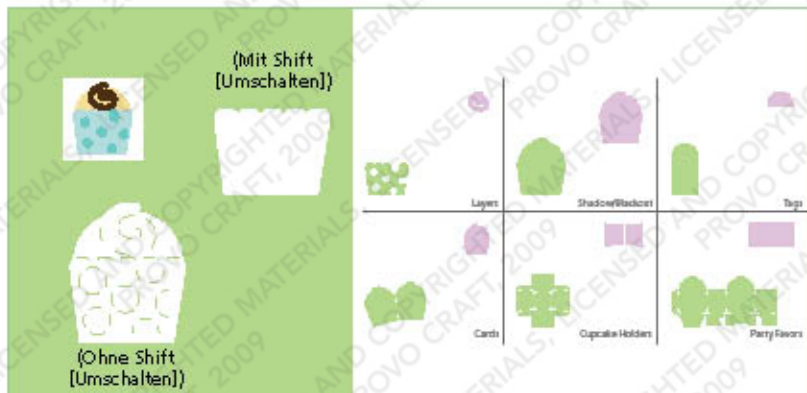 (Mit Shift
[Umschalten])
(Ohne Shift
[Umschalten])
Layers
Shadow/Blackout
Tags
Cards
Cupcake Holders
Party Favors
LICENSED AND COPYRIGHTED MATERIALS,
PROVO CRAFT, 2009